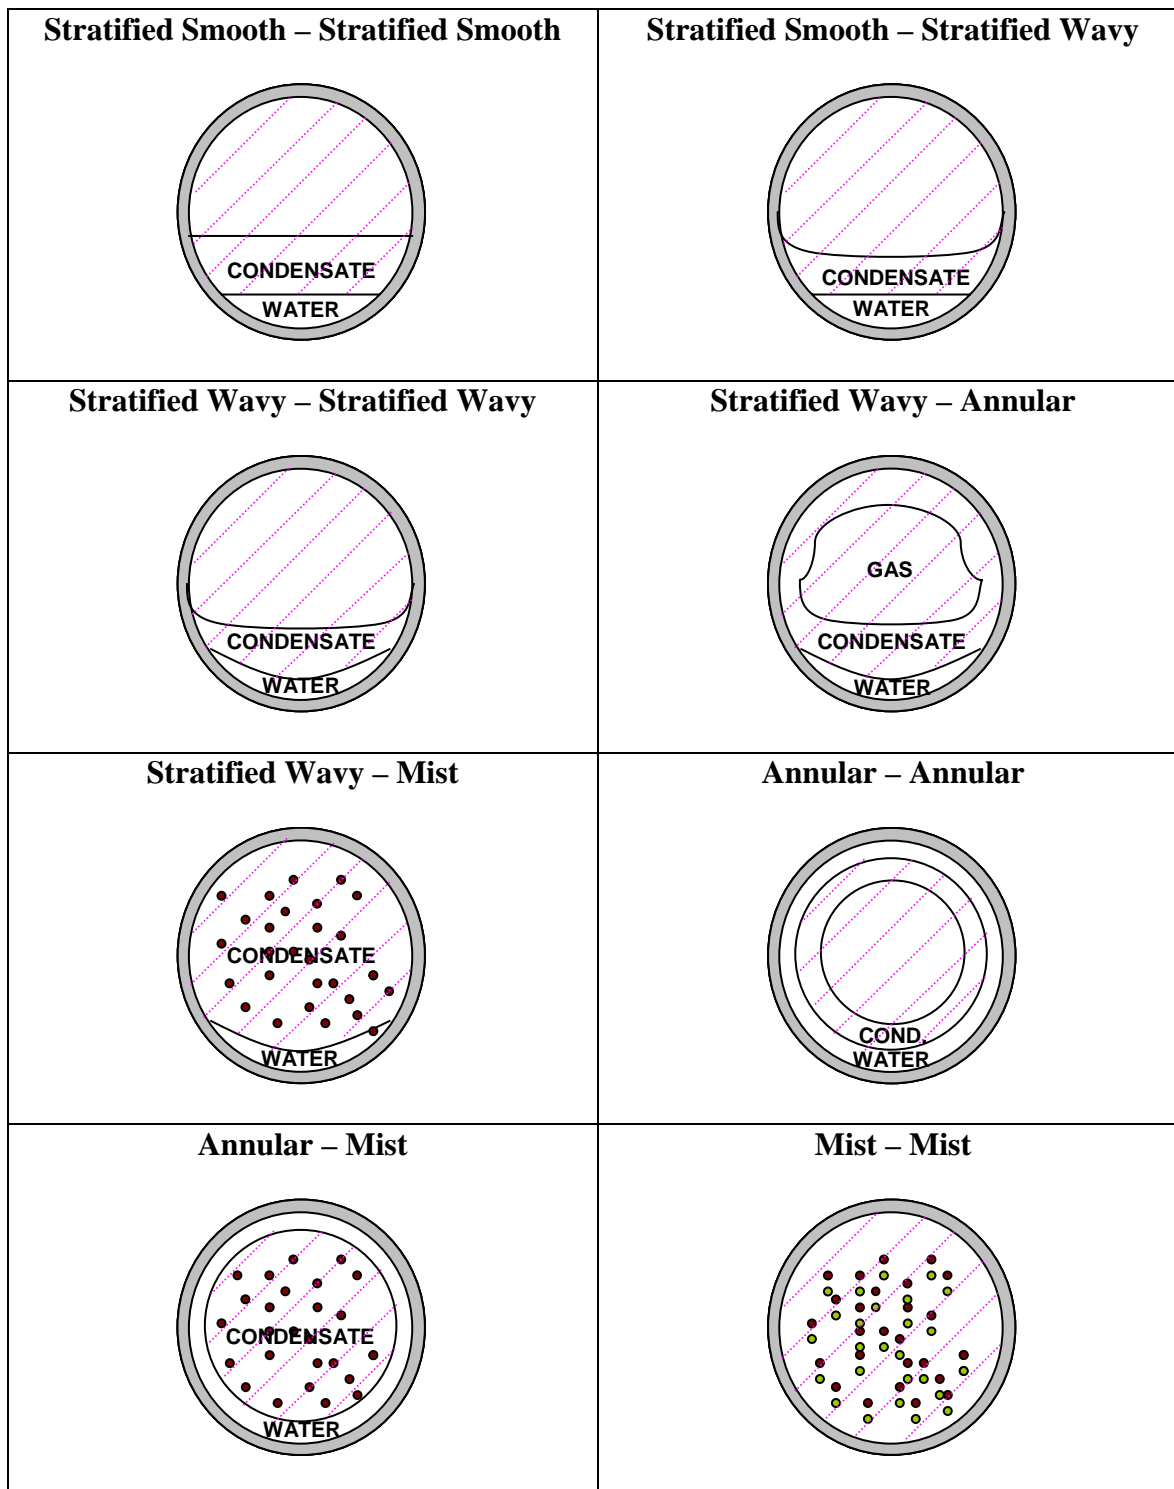 Stratified Smooth – Stratified Smooth
CONDENSATE
WATER
Stratified Smooth – Stratified Wavy
CONDENSATE
WATER
Stratified Wavy – Stratified Wavy
CONDENSATE
WATER
Stratified Wavy – Annular
GAS
CONDENSATE
WATER
Stratified Wavy – Mist
CONDENSATE
WATER
Annular – Annular
COND.
WATER
Annular – Mist
CONDENSATE
WATER
Mist – Mist